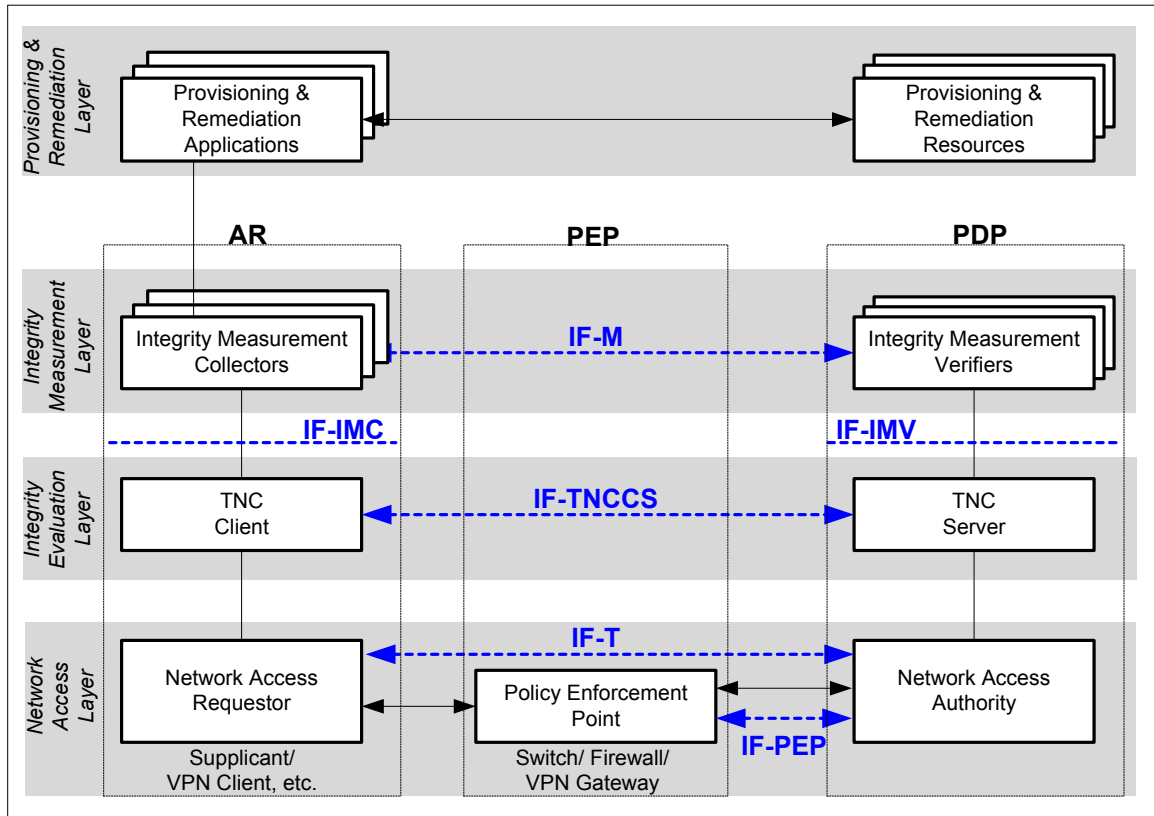 Provisioning &
Remediation
Layer
Provisioning &
Remediation
Applications
Provisioning &
Remediation
Resources
AR
PEP
PDP
Integrity
Measurement
Layer
Integrity Measurement
Collectors
IF-M
Integrity Measurement
Verifiers
IF-IMC
IF-IMV
Integrity
Evaluation
Layer
TNC
Client
IF-TNCCS
TNC
Server
Network
Access
Layer
Network Access
Requestor
IF-T
Policy Enforcement
Point
Network Access
Authority
IF-PEP
Supplicant/
VPN Client, etc.
Switch/ Firewall/
VPN Gateway